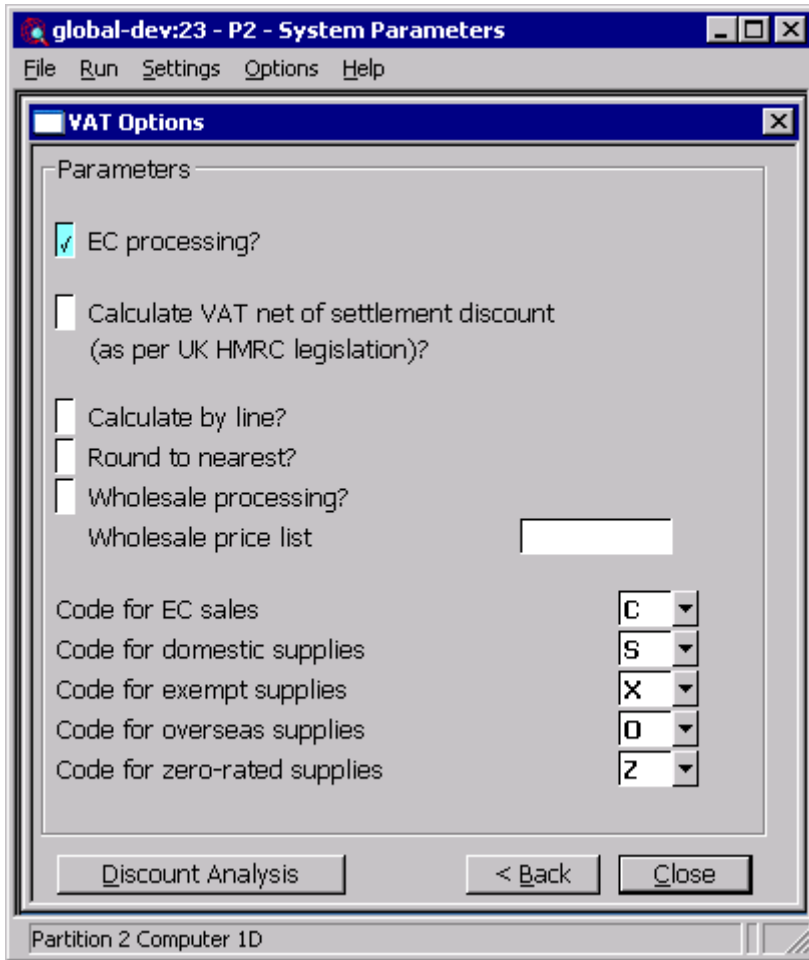 global-dev:23 - P2 - System Parameters
File Run Settings Options Help
VAT Options
Parameters
EC processing?
Calculate VAT net of settlement discount
(as per UK HMRC legislation)?
Calculate by line?
Round to nearest?
Wholesale processing?
Wholesale price list
Code for EC sales C
Code for domestic supplies S
Code for exempt supplies X
Code for overseas supplies O
Code for zero-rated supplies Z
Discount Analysis < Back Close
Partition 2 Computer 1D